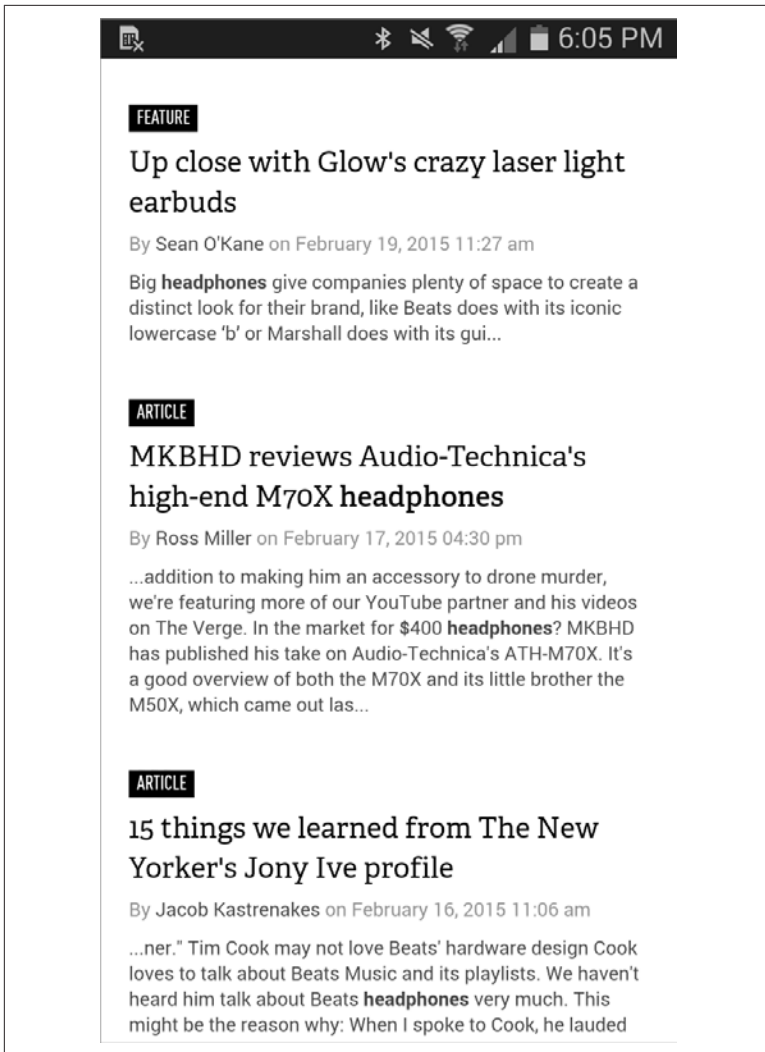 6:05 PM
FEATURE
Up close with Glow's crazy laser light
earbuds
By Sean O'Kane on February 19, 2015 11:27 am
Big headphones give companies plenty of space to create a
distinct look for their brand, like Beats does with its iconic
lowercase ‘b’ or Marshall does with its gui...
ARTICLE
MKBHD reviews Audio-Technica's
high-end M70X headphones
By Ross Miller on February 17, 2015 04:30 pm
...addition to making him an accessory to drone murder,
we're featuring more of our YouTube partner and his videos
on The Verge. In the market for $400 headphones? MKBHD
has published his take on Audio-Technica's ATH-M70X. It's
a good overview of both the M70X and its little brother the
M50X, which came out las...
ARTICLE
15 things we learned from The New
Yorker's Jony Ive profile
By Jacob Kastrenakes on February 16, 2015 11:06 am
...ner." Tim Cook may not love Beats' hardware design Cook
loves to talk about Beats Music and its playlists. We haven't
heard him talk about Beats headphones very much. This
might be the reason why: When I spoke to Cook, he lauded